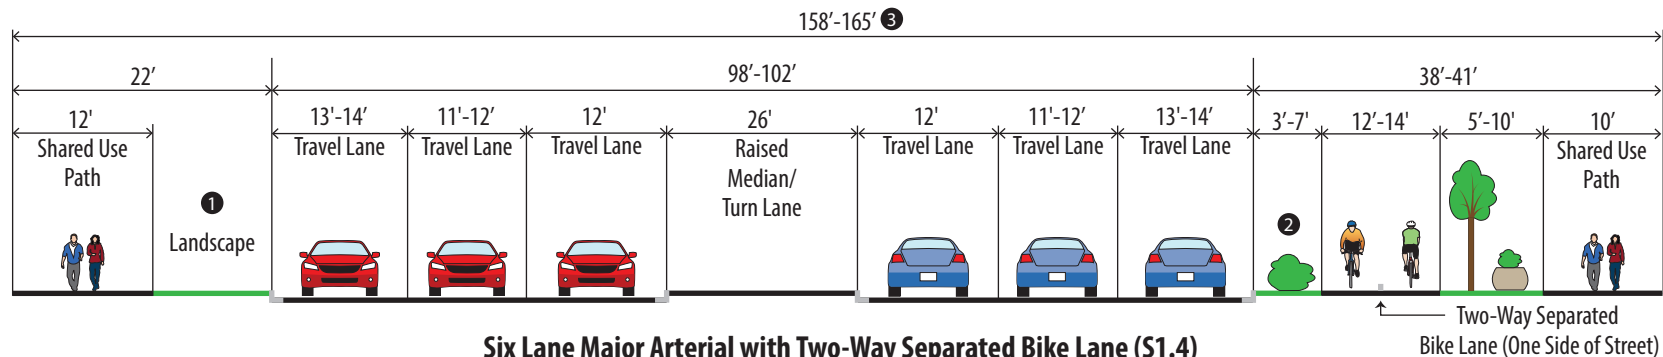 158′-165′ 3
22′
98′-102′
38′-41′
12'
13'-14′
11'-12′
12'
26'
12'
11'-12′
13'-14′
3′-7'
12'-14'
5′-10'
10′
Shared Use
Path
Travel Lane
Travel Lane
Travel Lane
Raised
Median/
Turn Lane
Travel Lane
Travel Lane
Travel Lane
Shared Use
Path
1
Landscape
2
Two-Way Separated
Bike Lane (One Side of Street)
Six Lane Major Arterial with Two-Way Separated Bike Lane (S1.4)